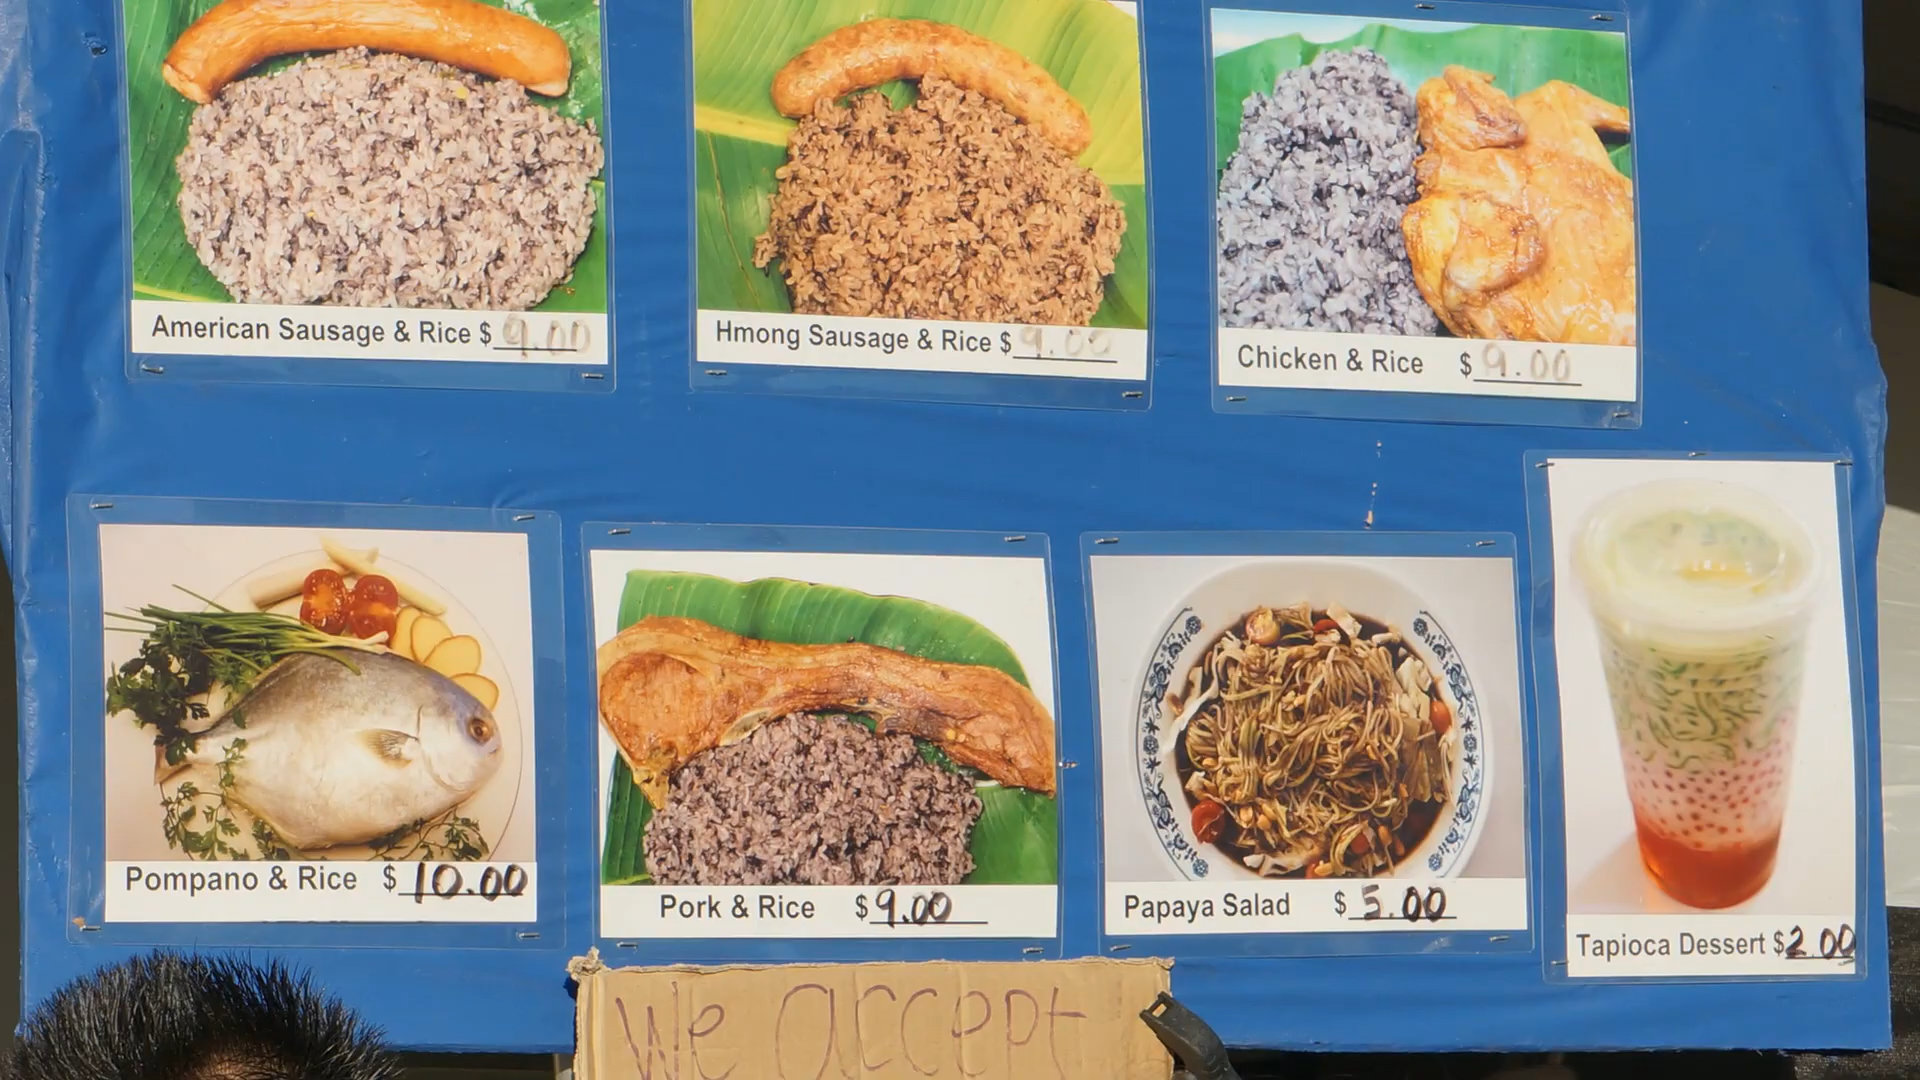 American Sausage & Rice $ 9.00
Hmong Sausage & Rice $ 9.00
Chicken & Rice $ 9.00
Pompano & Rice $ 10.00
Pork & Rice $ 9.00
Papaya Salad $ 5.00
Tapioca Dessert $ 2.00
We accept